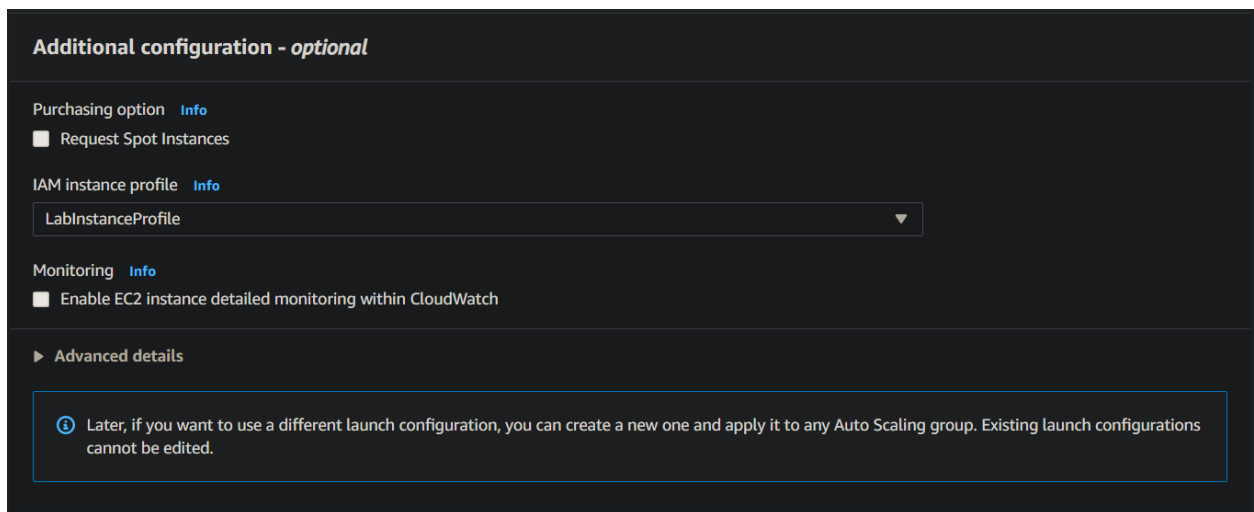 Additional configuration - optional
Purchasing option Info
Request Spot Instances
IAM instance profile Info
LabInstanceProfile
Monitoring Info
Enable EC2 instance detailed monitoring within CloudWatch
Advanced details
Later, if you want to use a different launch configuration, you can create a new one and apply it to any Auto Scaling group. Existing launch configurations
cannot be edited.